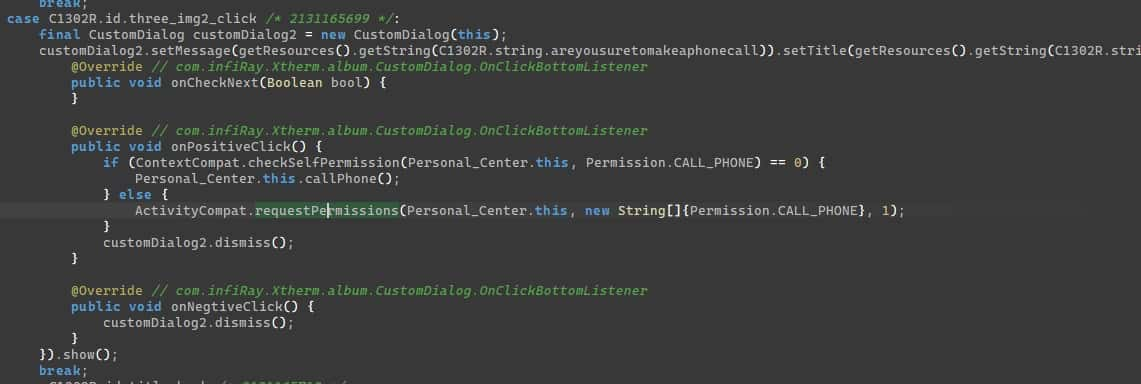 break;
case C1302R.id.three_img2_click /* 2131165699 */:
final CustomDialog customDialog2 = new CustomDialog(this);
customDialog2.setMessage(getResources().getString(C1302R.string.areyousuretomakeaphonecall)).setTitle(getResources().getString(C1302R.stri
@Override // com.infiRay.Xtherm.album.CustomDialog.OnClickBottomListener
public void onCheckNext(Boolean bool) {
}
@Override // com.infiRay.Xtherm.album.CustomDialog.OnClickBottomListener
public void onPositiveClick() {
if (ContextCompat.checkSelfPermission(Personal_Center.this, Permission.CALL_PHONE) == 0) {
Personal_Center.this.callPhone();
} else {
ActivityCompat.requestPermissions(Personal_Center.this, new String[]{Permission.CALL_PHONE}, 1);
}
customDialog2.dismiss();
}
@Override // com.infiRay.Xtherm.album.CustomDialog.OnClickBottomListener
public void onNegtiveClick() {
customDialog2.dismiss();
}
}).show();
break;